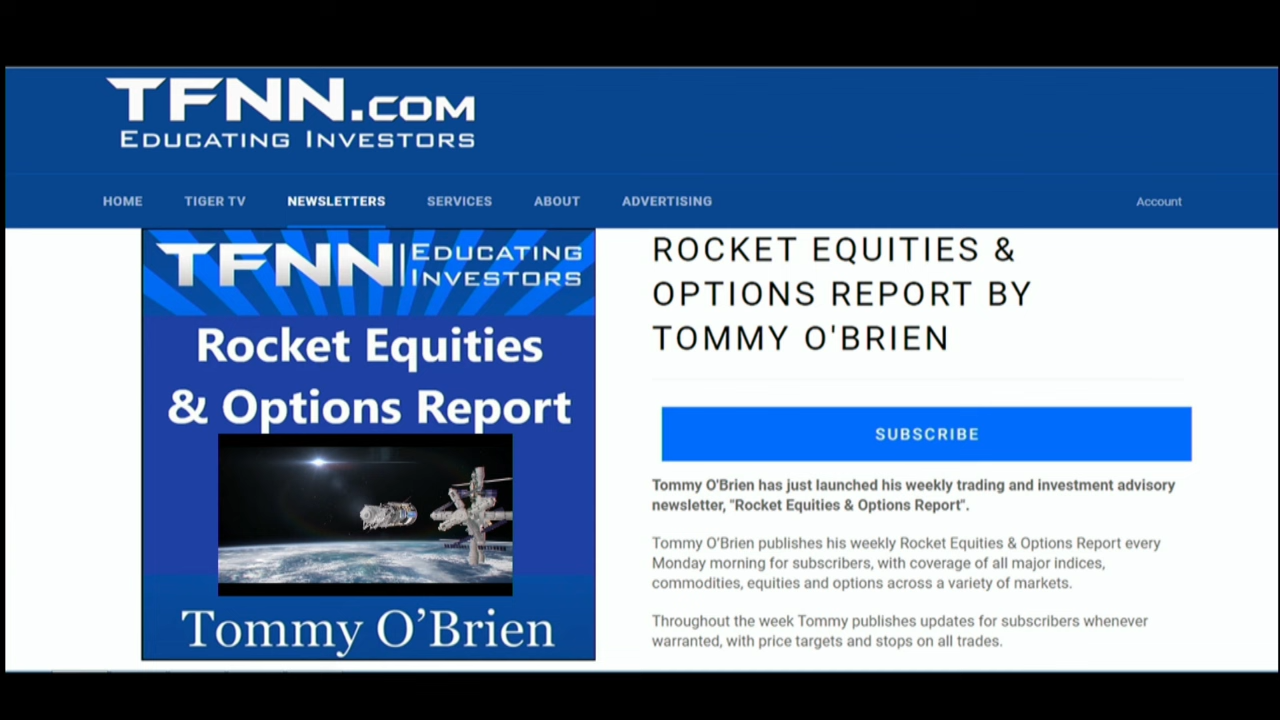 TFNN.COM
EDUCATING INVESTORS
HOME TIGER TV NEWSLETTERS SERVICES ABOUT ADVERTISING Account
TFNN | EDUCATING
INVESTORS
Rocket Equities
& Options Report
Tommy O’Brien
ROCKET EQUITIES &
OPTIONS REPORT BY
TOMMY O'BRIEN
SUBSCRIBE
Tommy O'Brien has just launched his weekly trading and investment advisory
newsletter, "Rocket Equities & Options Report".
Tommy O'Brien publishes his weekly Rocket Equities & Options Report every
Monday morning for subscribers, with coverage of all major indices,
commodities, equities and options across a variety of markets.
Throughout the week Tommy publishes updates for subscribers whenever
warranted, with price targets and stops on all trades.